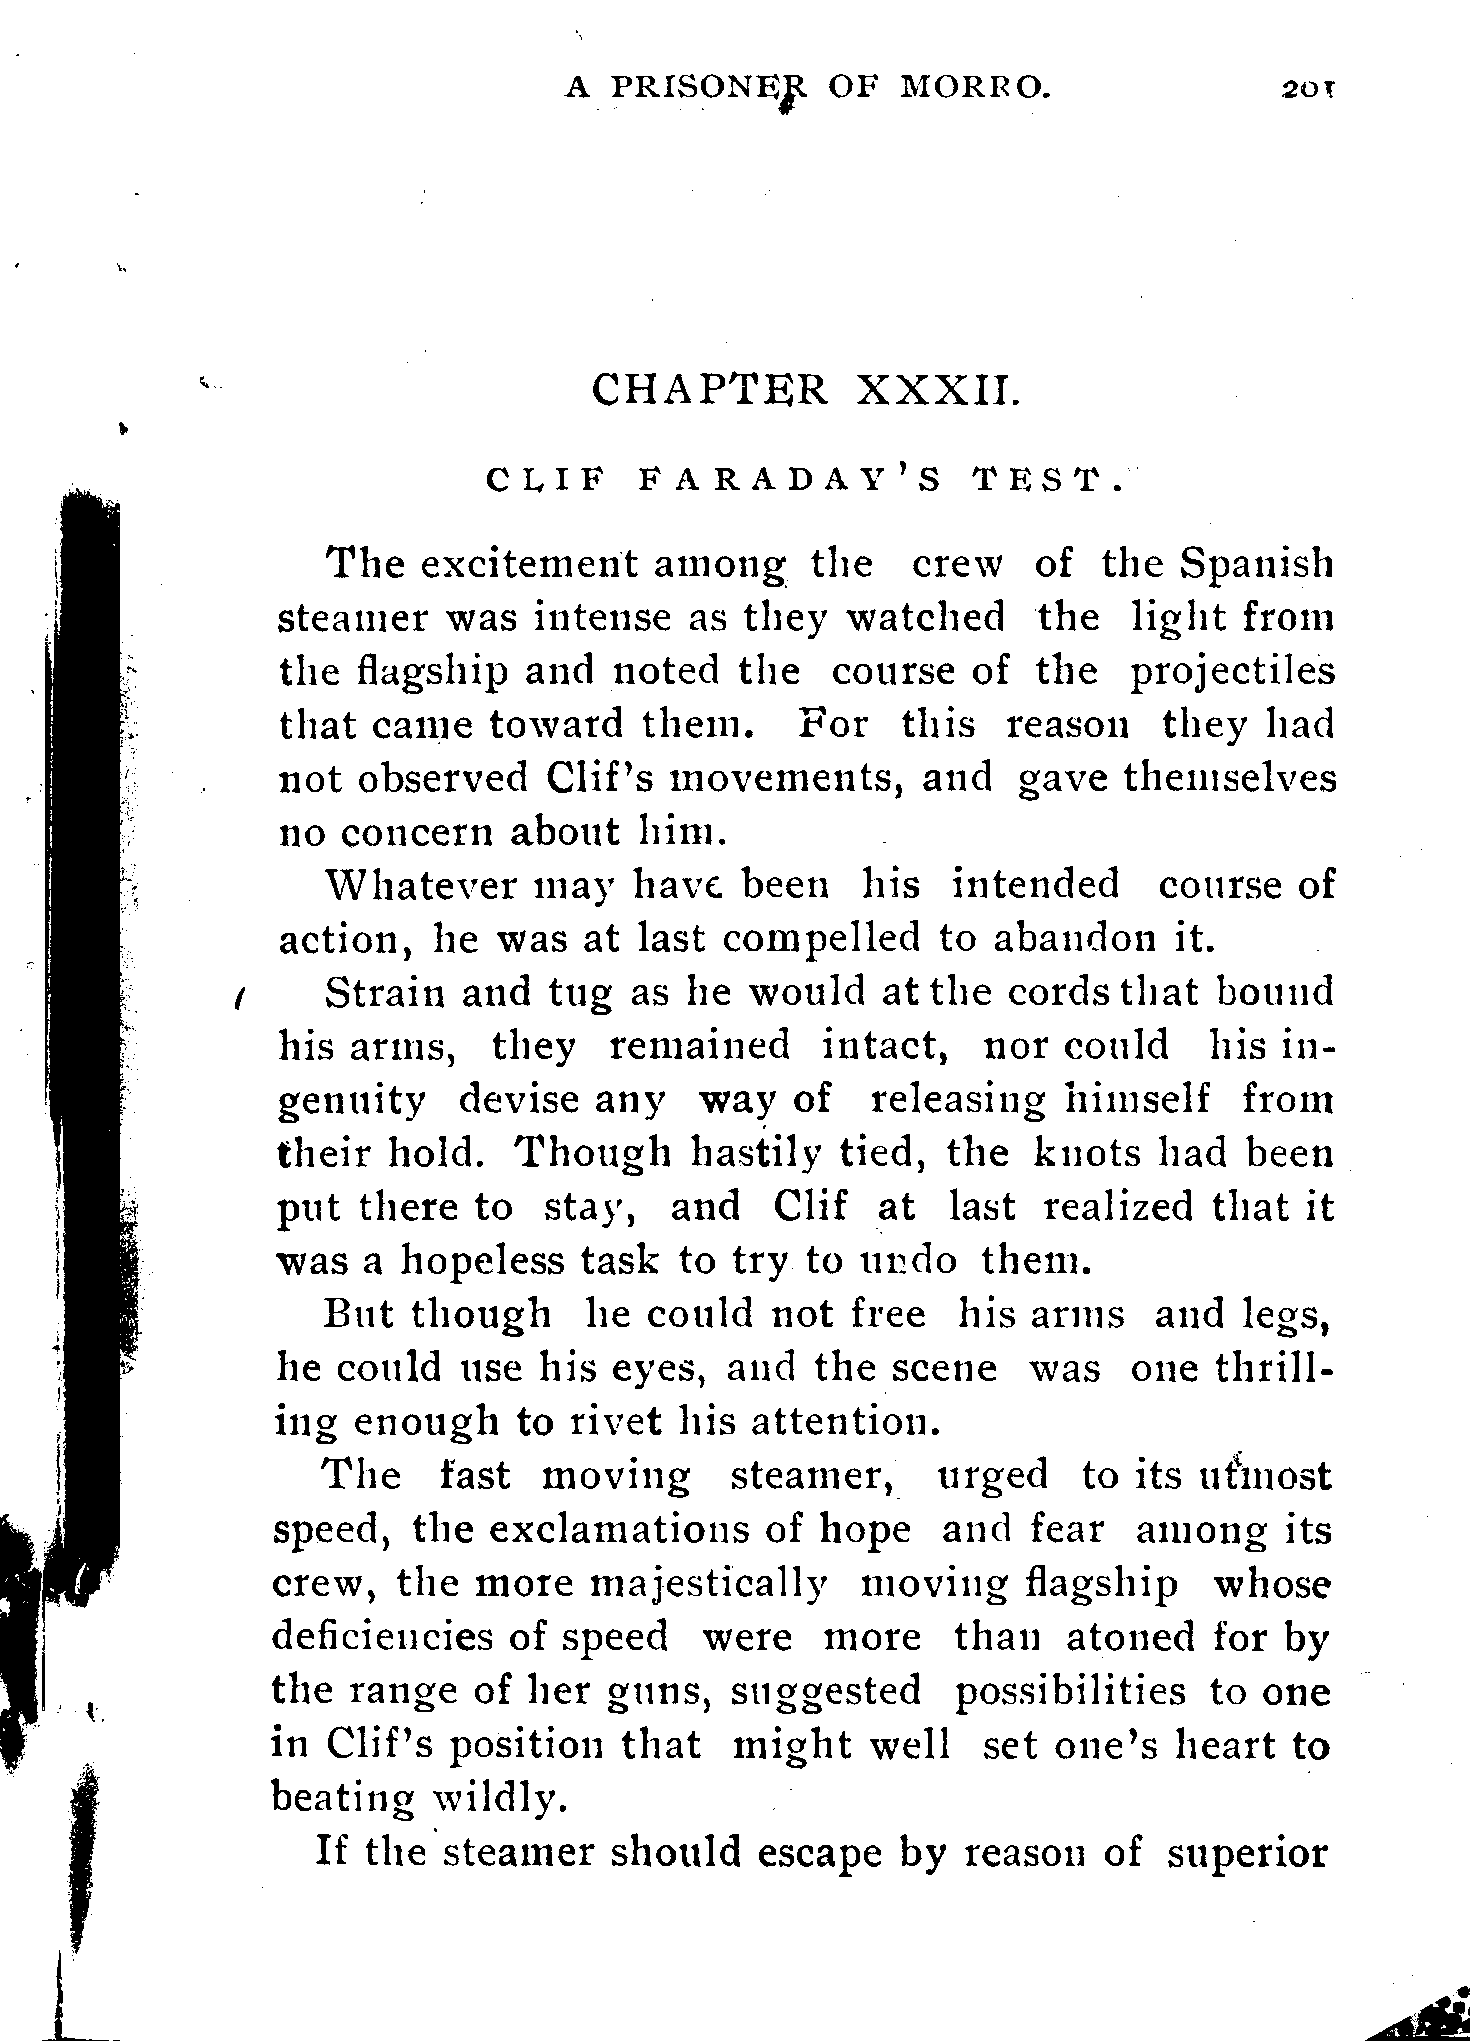 A PRISONER OF MORRO. 201
CHAPTER XXXII.
CLIF FARADAY'S TEST.
The excitement among the crew of the Spanish
steamer was intense as they watched the light from
the flagship and noted the course of the projectiles
that came toward them. For this reason they had
not observed Clif's movements, and gave themselves
no concern about him.
Whatever may have been his intended course of
action, he was at last compelled to abandon it.
Strain and tug as he would at the cords that bound
his arms, they remained intact, nor could his in-
genuity devise any way of releasing himself from
their hold. Though hastily tied, the knots had been
put there to stay, and Clif at last realized that it
was a hopeless task to try to undo them.
But though he could not free his arms and legs,
he could use his eyes, and the scene was one thrill-
ing enough to rivet his attention.
The fast moving steamer, urged to its utmost
speed, the exclamations of hope and fear among its
crew, the more majestically moving flagship whose
deficiencies of speed were more than atoned for by
the range of her guns, suggested possibilities to one
in Clif's position that might well set one's heart to
beating wildly.
If the steamer should escape by reason of superior